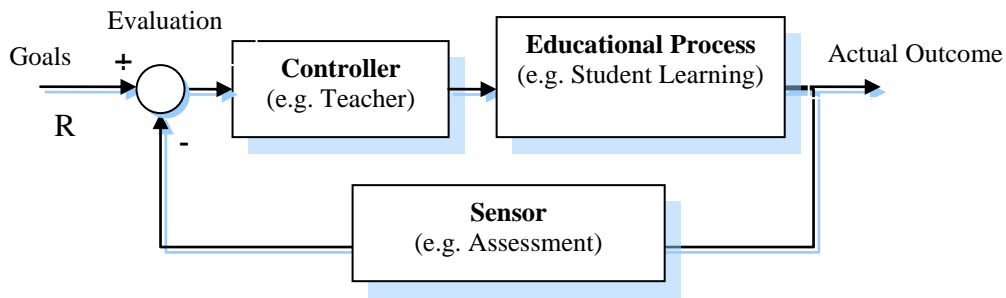 Evaluation
Goals
+
R
-
Controller
(e.g. Teacher)
Educational Process
(e.g. Student Learning)
Actual Outcome
Sensor
(e.g. Assessment)